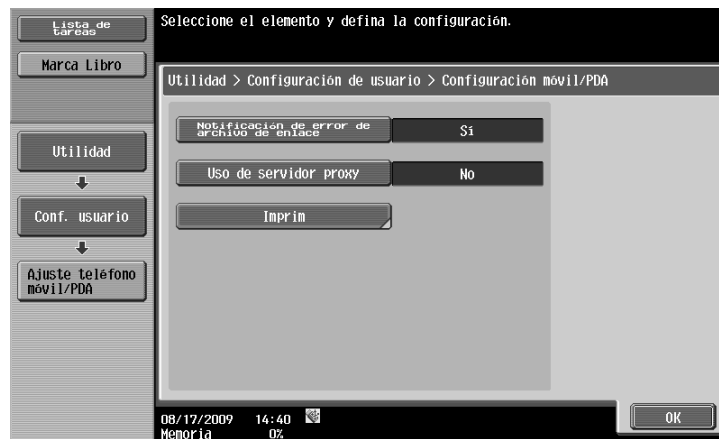 Lista de
tareas
Seleccione el elemento y defina la configuración.
Marca Libro
Utilidad > Configuración de usuario > Configuración móvil/PDA
Notificación de error de
archivo de enlace
Sí
Utilidad
Uso de servidor proxy
No
Conf. usuario
Imprim
Ajuste teléfono
móvil/PDA
08/17/2009 14:40
Memoria 0%
OK